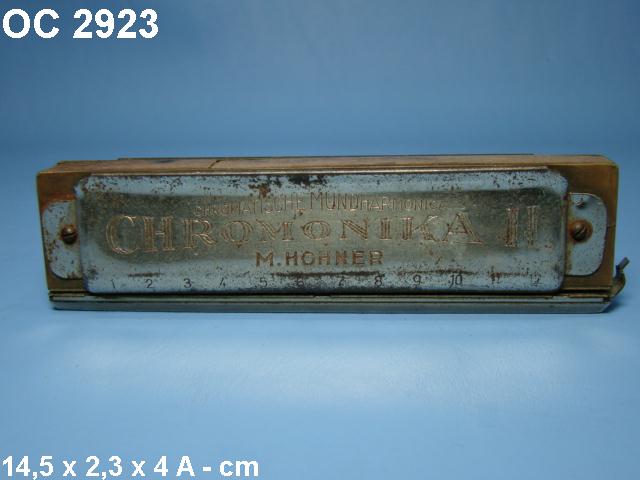 OC 2923
CHROMATISCHE MUNDHARMONICA
CHROMONIKA II
M. HOHNER
1 2 3 4 5 6 7 8 9 10 11 12
14,5 x 2,3 x 4 A - cm